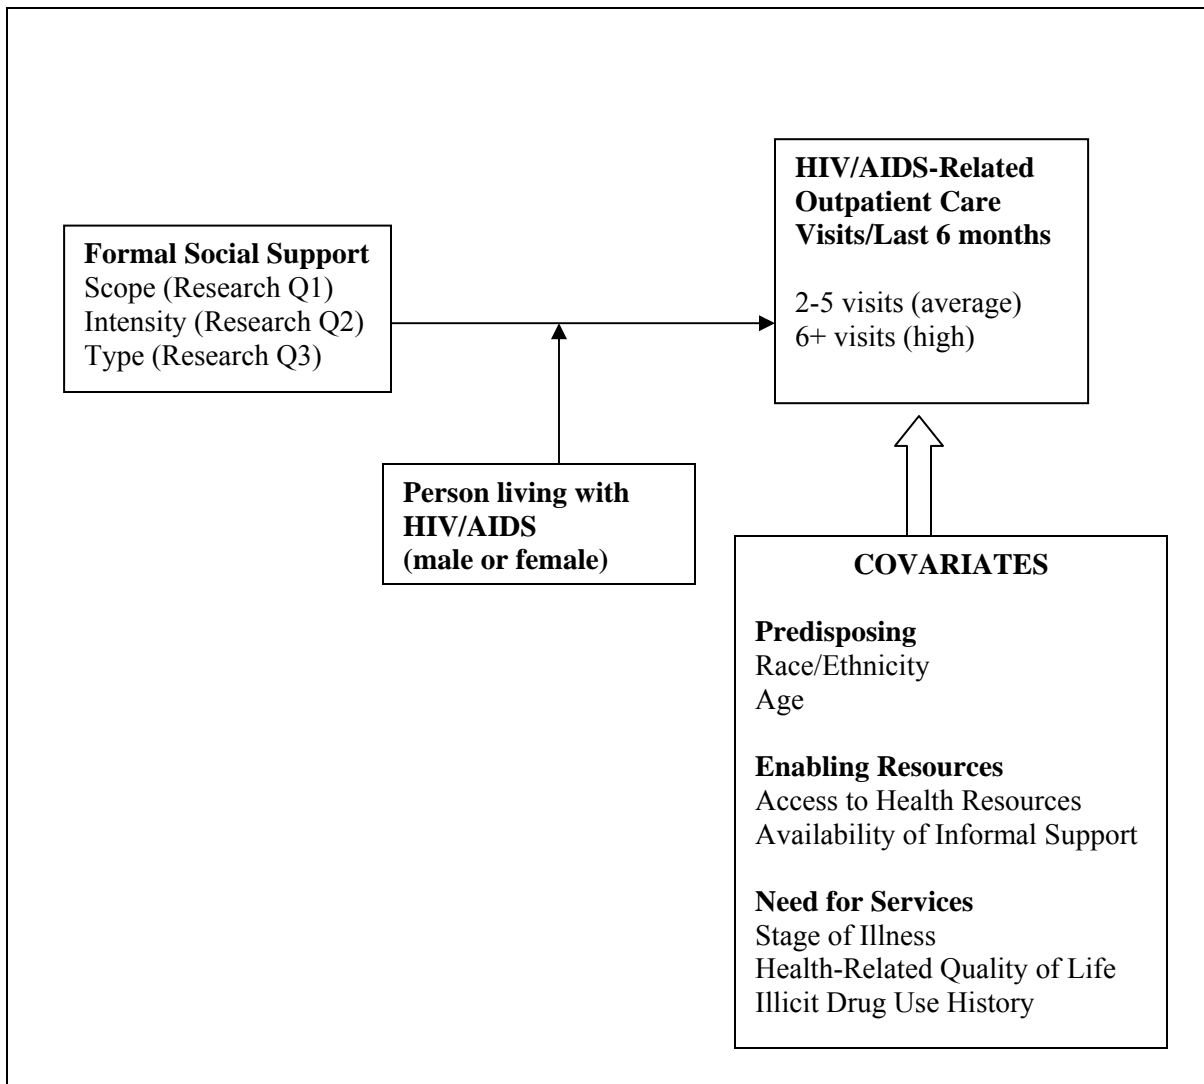 HIV/AIDS-Related
Outpatient Care
Visits/Last 6 months
2-5 visits (average)
6+ visits (high)
Formal Social Support
Scope (Research Q1)
Intensity (Research Q2)
Type (Research Q3)
Person living with
HIV/AIDS
(male or female)
COVARIATES
Predisposing
Race/Ethnicity
Age
Enabling Resources
Access to Health Resources
Availability of Informal Support
Need for Services
Stage of Illness
Health-Related Quality of Life
Illicit Drug Use History